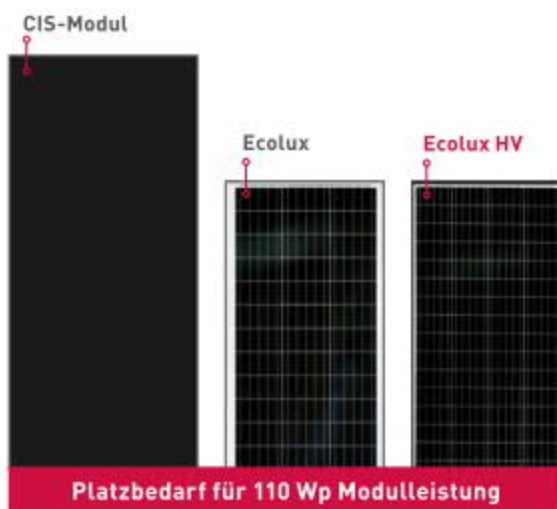 CIS-Modul
Ecolux
Ecolux HV
Platzbedarf für 110 Wp Modulleistung